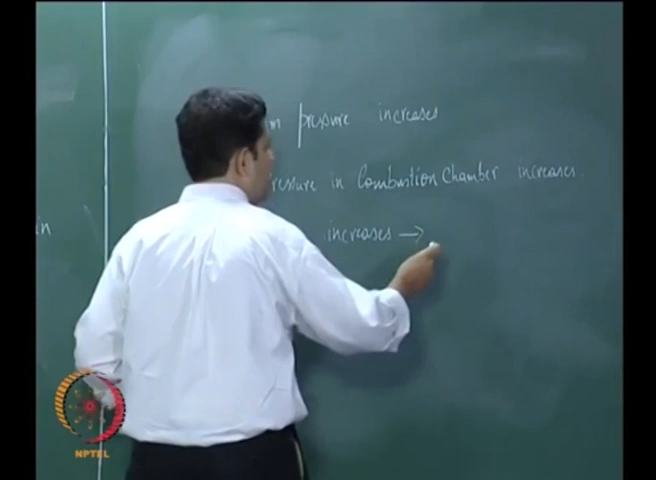 m pressure increases
ressure in Combustion Chamber increases
in
increases →
NPTEL